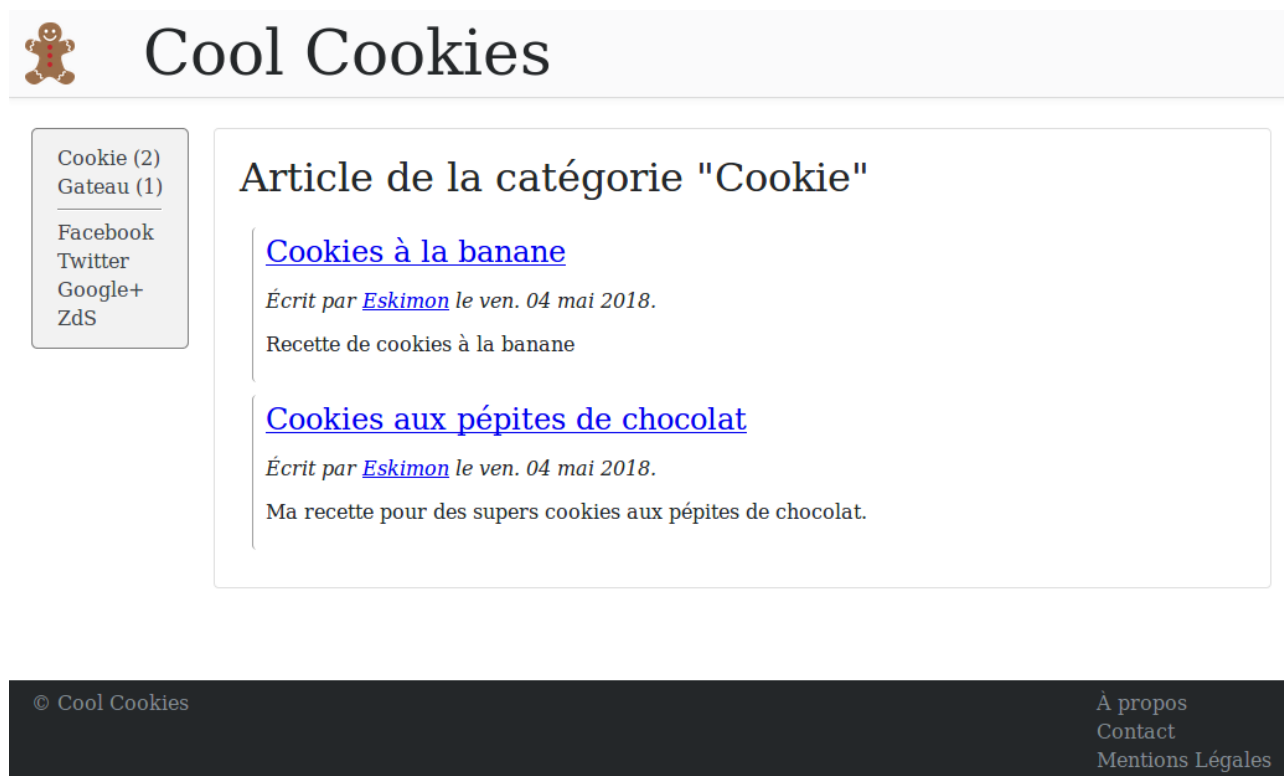 Cool Cookies
Cookie (2)
Gateau (1)
Facebook
Twitter
Google+
ZdS
Article de la catégorie "Cookie"
Cookies à la banane
Écrit par Eskimon le ven. 04 mai 2018.
Recette de cookies à la banane
Cookies aux pépites de chocolat
Écrit par Eskimon le ven. 04 mai 2018.
Ma recette pour des supers cookies aux pépites de chocolat.
© Cool Cookies
À propos
Contact
Mentions Légales